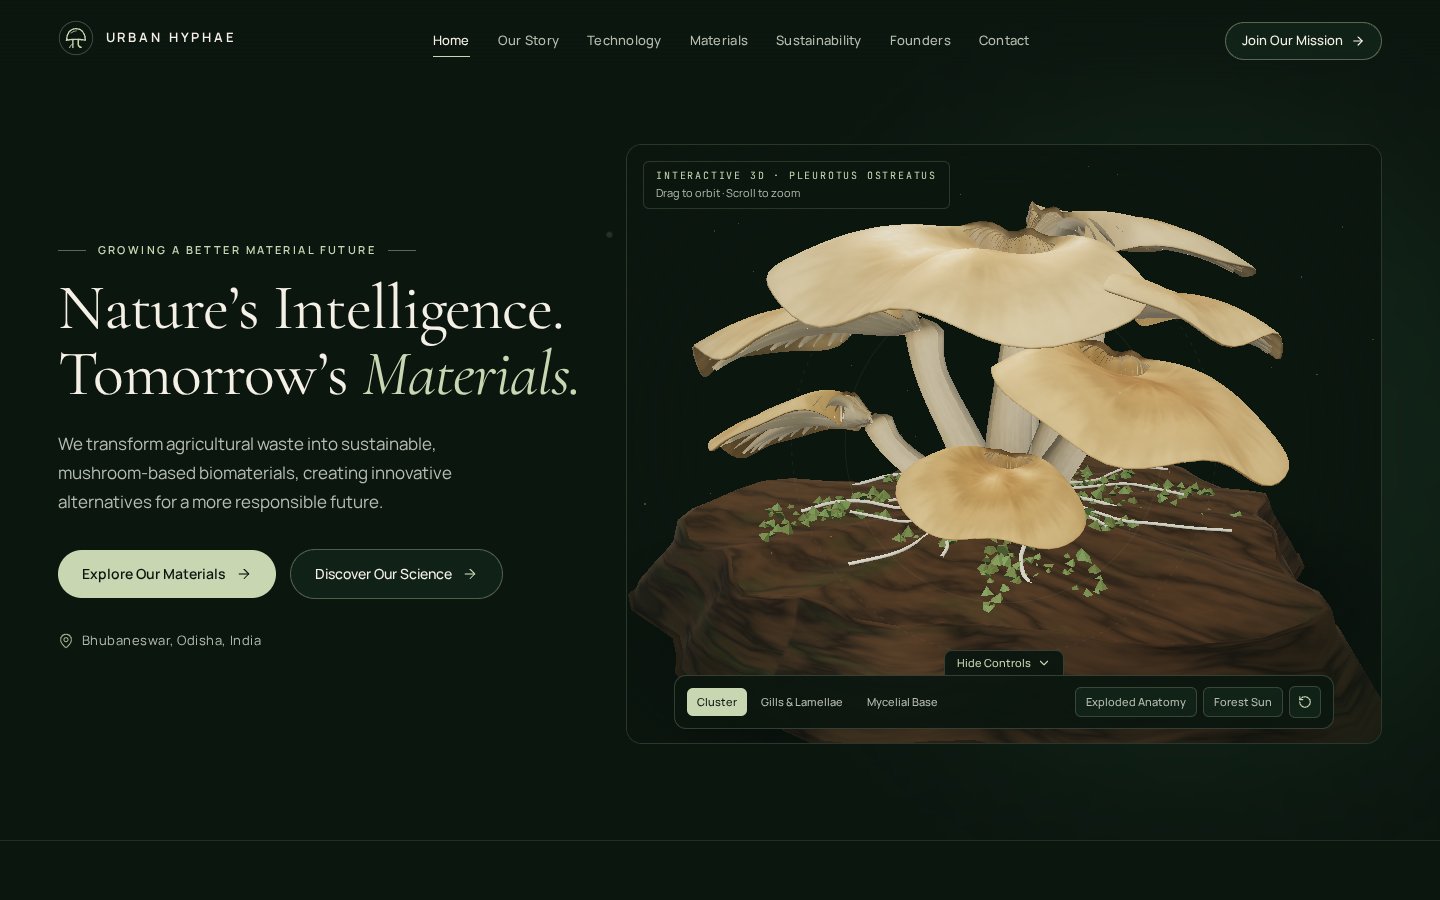 URBAN HYPHAE
Home
Our Story
Technology
Materials
Sustainability
Founders
Contact
Join Our Mission
GROWING A BETTER MATERIAL FUTURE
Nature’s Intelligence.
Tomorrow’s Materials.
We transform agricultural waste into sustainable,
mushroom-based biomaterials, creating innovative
alternatives for a more responsible future.
Explore Our Materials
Discover Our Science
Bhubaneswar, Odisha, India
INTERACTIVE 3D · PLEUROTUS OSTREATUS
Drag to orbit · Scroll to zoom
Hide Controls
Cluster
Gills & Lamellae
Mycelial Base
Exploded Anatomy
Forest Sun